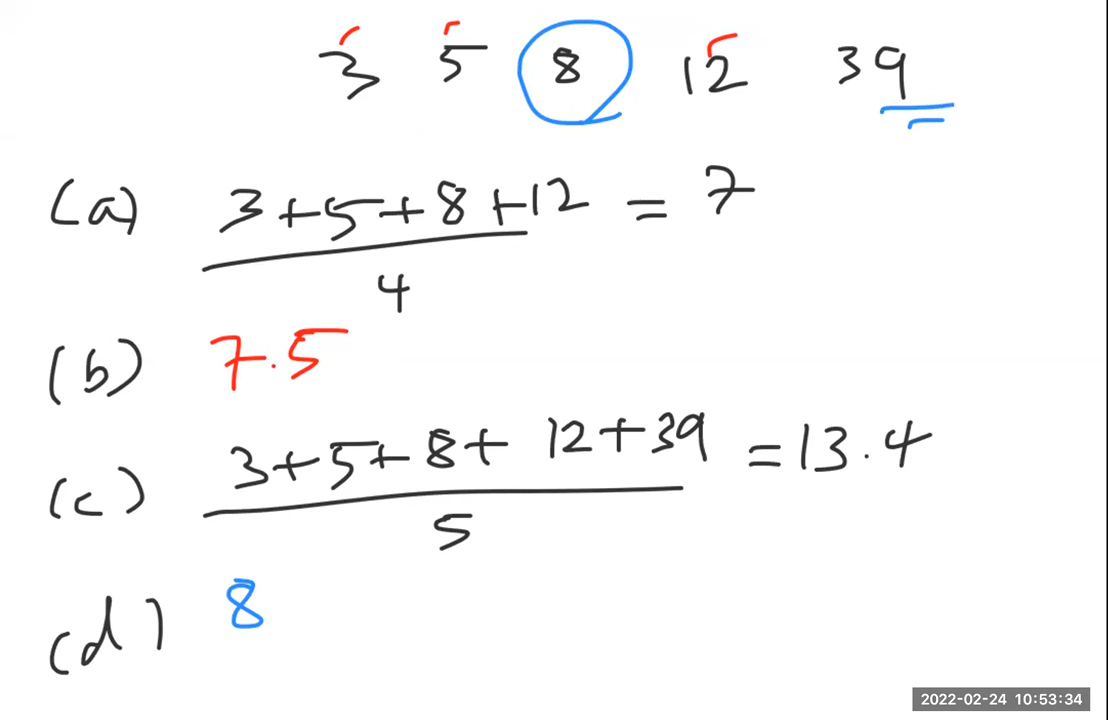 3 5 8 12 39
(a) 3+5+8+12 = 7
4
(b) 7.5
(c) 3+5+8+12+39 = 13.4
5
(d) 8
2022-02-24 10:53:34